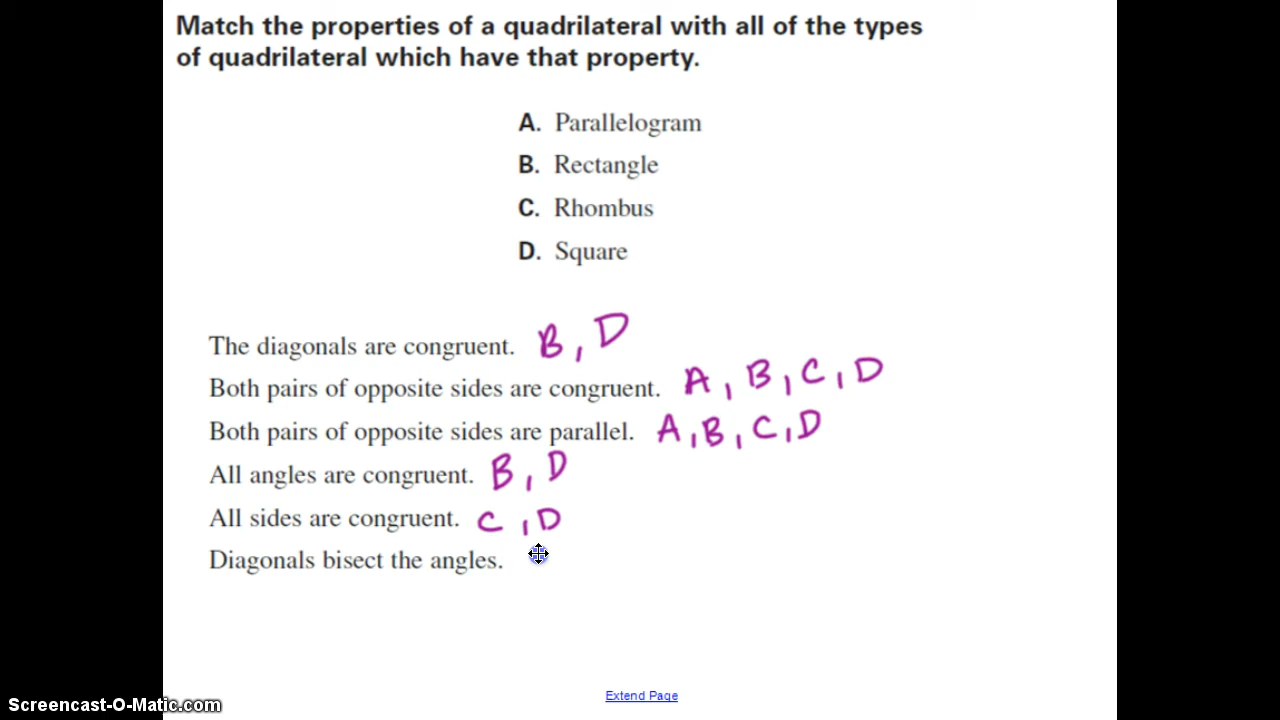 Match the properties of a quadrilateral with all of the types
of quadrilateral which have that property.
A. Parallelogram
B. Rectangle
C. Rhombus
D. Square
The diagonals are congruent. B, D
Both pairs of opposite sides are congruent. A, B, C, D
Both pairs of opposite sides are parallel. A, B, C, D
All angles are congruent. B, D
All sides are congruent. C, D
Diagonals bisect the angles.
Extend Page
Screencast-O-Matic.com